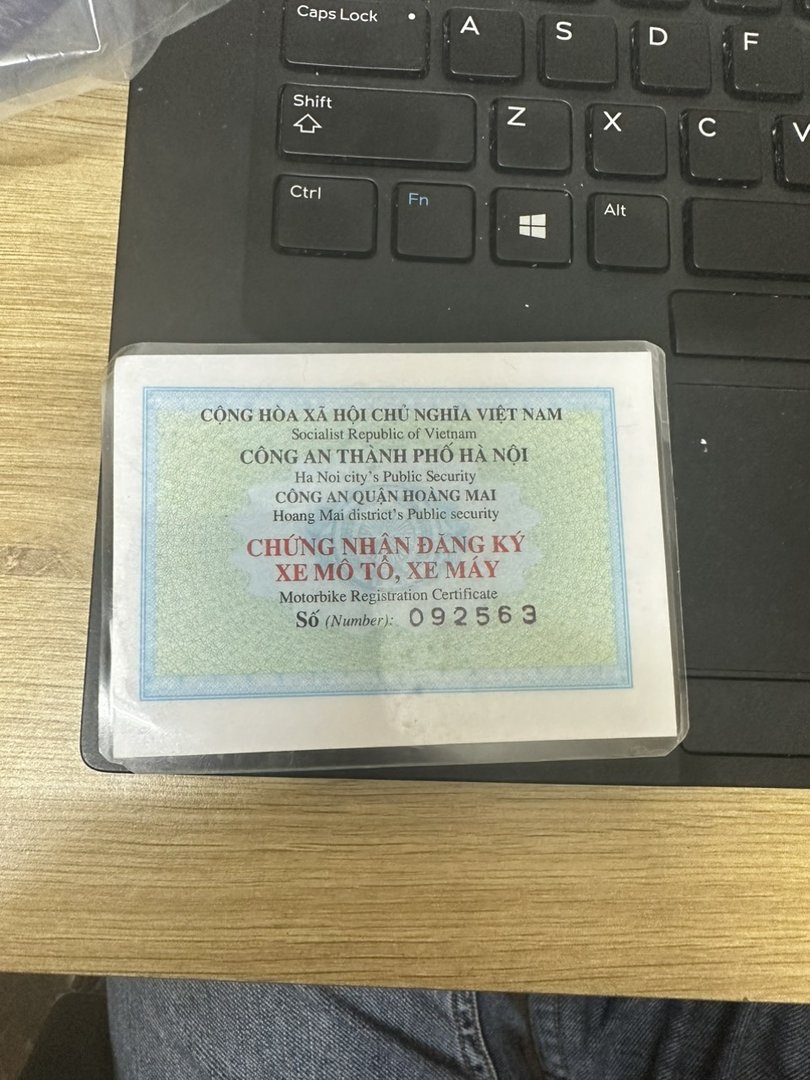 Caps Lock
A
S
D
F
Shift
Z
X
C
V
Ctrl
Fn
Alt
CỘNG HÒA XÃ HỘI CHỦ NGHĨA VIỆT NAM
Socialist Republic of Vietnam
CÔNG AN THÀNH PHỐ HÀ NỘI
Ha Noi city's Public Security
CÔNG AN QUẬN HOÀNG MAI
Hoang Mai district's Public security
CHỨNG NHẬN ĐĂNG KÝ
XE MÔ TÔ, XE MÁY
Motorbike Registration Certificate
Số (Number): 092563